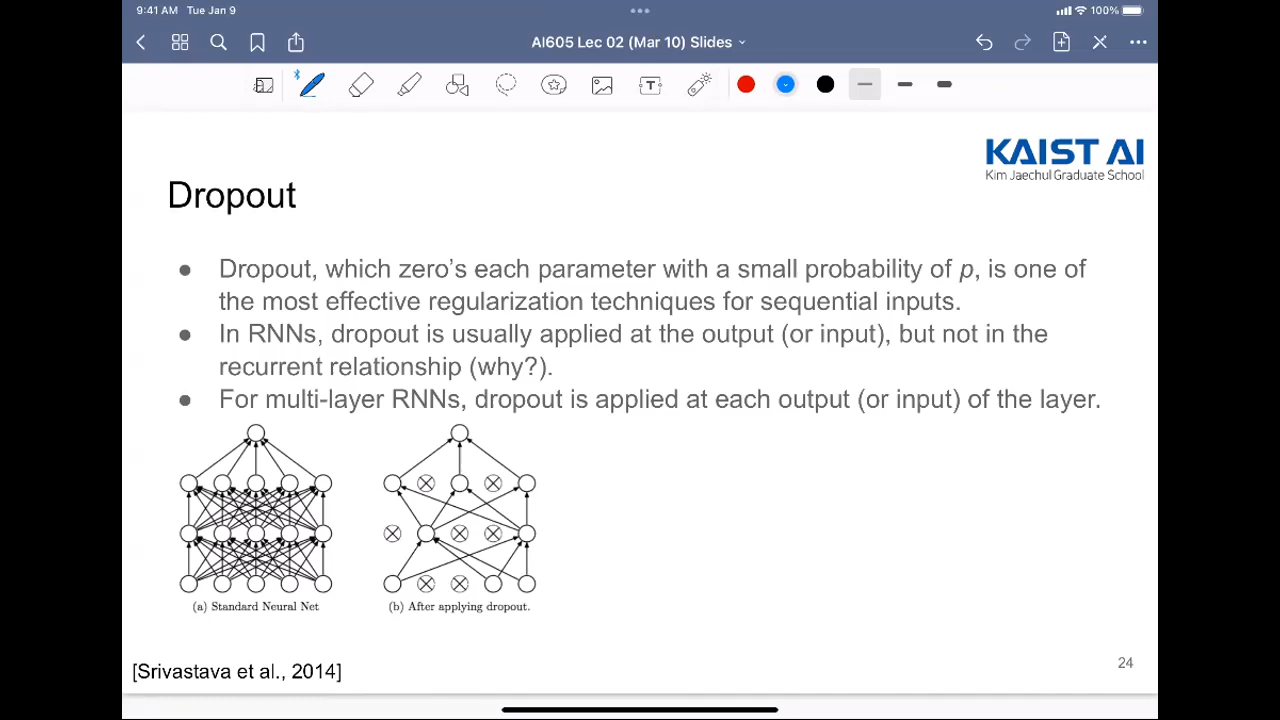 9:41 AM Tue Jan 9
100%
AI605 Lec 02 (Mar 10) Slides
T
KAIST AI
Kim Jaechul Graduate School
Dropout
● Dropout, which zero’s each parameter with a small probability of p, is one of
the most effective regularization techniques for sequential inputs.
● In RNNs, dropout is usually applied at the output (or input), but not in the
recurrent relationship (why?).
● For multi-layer RNNs, dropout is applied at each output (or input) of the layer.
(a) Standard Neural Net
(b) After applying dropout.
[Srivastava et al., 2014]
24